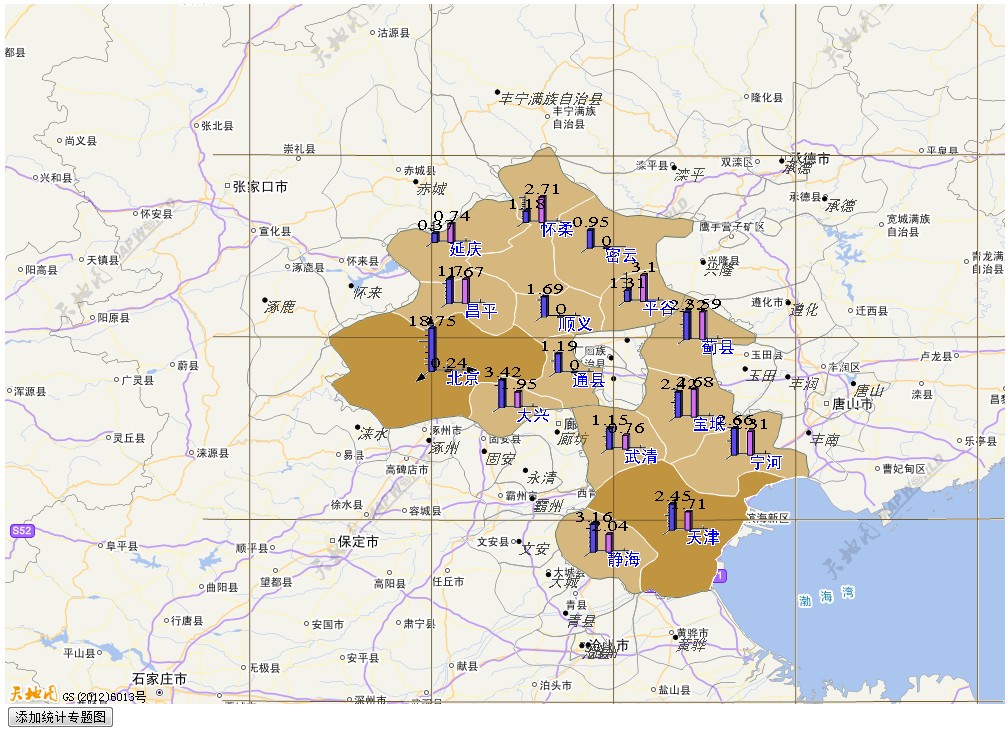 沽源县
都县
丰宁满族自治县
丰宁满族
自治县
隆化县
张北县
尚义县
崇礼县
平泉县
滦平县
滦平
双滦区
承德市
承德
赤城县
赤城
兴和县
张家口市
承德县
承德
怀安县
2.71
1.18
怀柔
0.95
0
密云
0.74
0.37
延庆
宽城满族
自治县
鹰手营子矿区
宣化县
天镇县
阳高县
怀来县
涿鹿县
怀来
涿鹿
兴隆县
兴隆
青龙满
自治县
3.1
1.31
平谷
1.67
昌平
1.69
0
顺义
遵化市
遵化
迁西县
阳原县
蓟县
18.75
0.24
北京
1.19
0
通县
玉田县
玉田
丰润区
丰润
卢龙县
蔚县
广灵县
浑源县
3.42
1.95
大兴
唐山
唐山市
滦县
2.42
宝坻
1.15
0.76
武清
宁河
丰南
乐亭县
曹妃甸区
灵丘县
涞水
涞源县
易县
涿州市
涿州
固安县
固安
廊坊
高碑店市
永清
霸州市
霸州
徐水县
容城县
2.45
1.71
天津
滨海新区
3.16
2.04
静海
S52
阜平县
顺平县
保定市
文安县
文安
大城县
大城
曲阳县
望都县
高阳县
任丘市
渤海湾
青县
青县
行唐县
安国市
肃宁县
黄骅市
黄骅
沧州市
平山县
无极县
安平县
献县
石家庄市
泊头市
盐山县
深州市
天地图
GS(2012)6013号
添加统计专题图